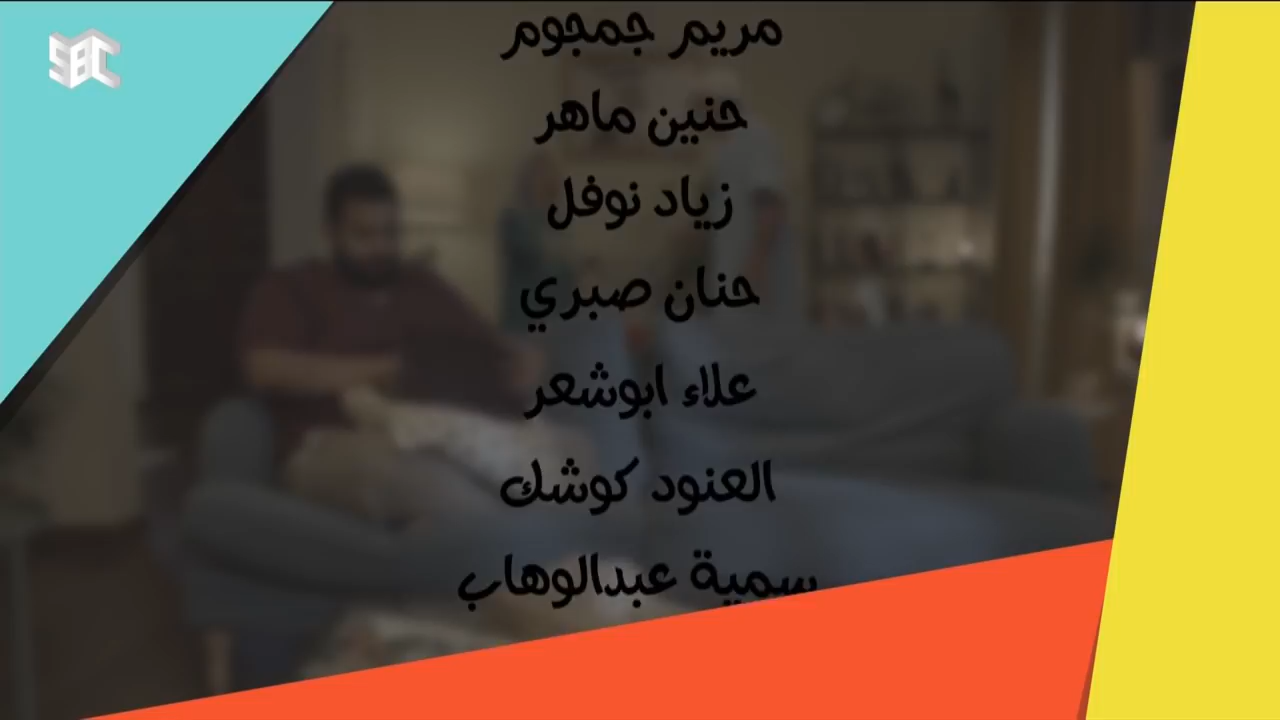 SBC
مريم جمجوم
حنين ماهر
زياد نوفل
حنان صبري
علاء ابوشعر
العنود كوشك
سمية عبدالوهاب